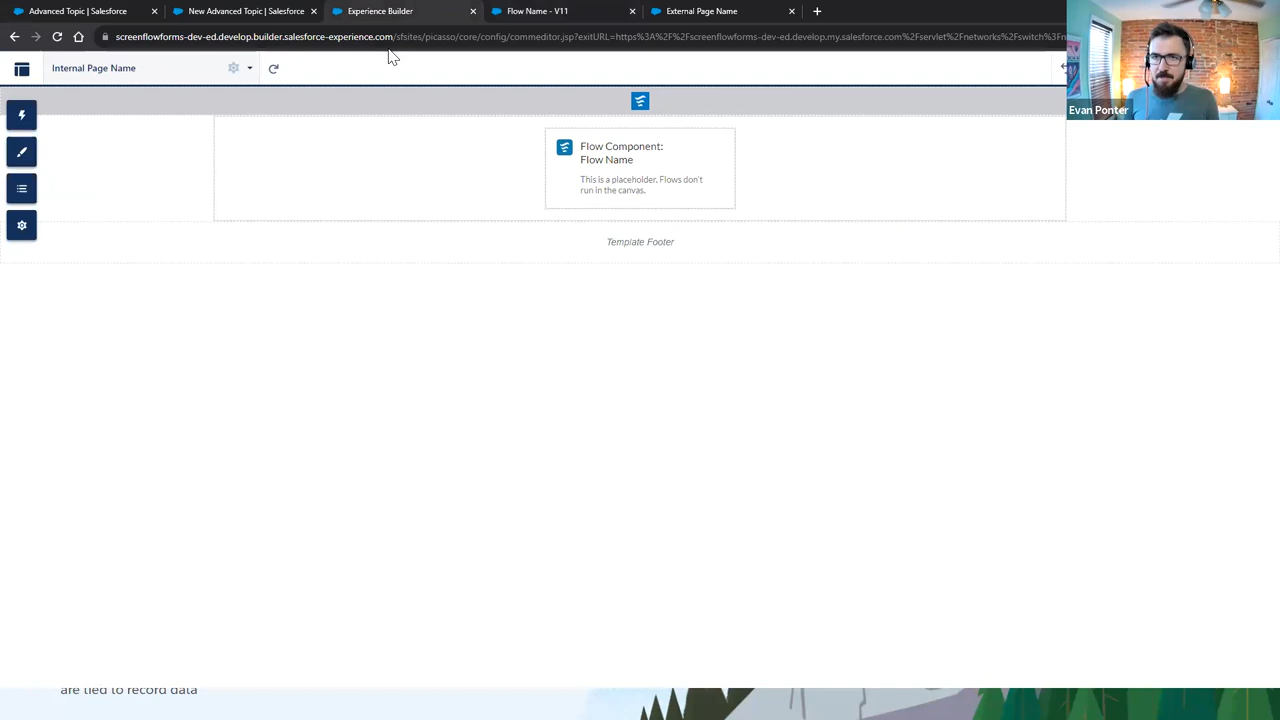 Advanced Topic | Salesforce
New Advanced Topic | Salesforce
Experience Builder
Flow Name - V11
External Page Name
screenflowforms-dev-ed.develop.builder.salesforce-experience.com/sfsites/picasso/core/config/commeditor.jsp?exitURL=https%3A%2F%2Fscreenflowforms-dev-ed.develop.my.salesforce.com%2Fservlet%2Fnetworks%2Fswitch%3Fn
Internal Page Name
Evan Ponter
Flow Component:
Flow Name
This is a placeholder. Flows don't
run in the canvas.
Template Footer
are tied to record data